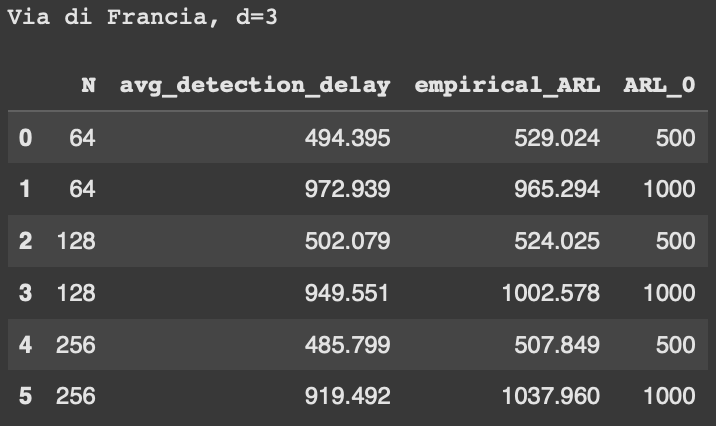 Via di Francia, d=3
N avg_detection_delay empirical_ARL ARL_0
0 64 494.395 529.024 500
1 64 972.939 965.294 1000
2 128 502.079 524.025 500
3 128 949.551 1002.578 1000
4 256 485.799 507.849 500
5 256 919.492 1037.960 1000